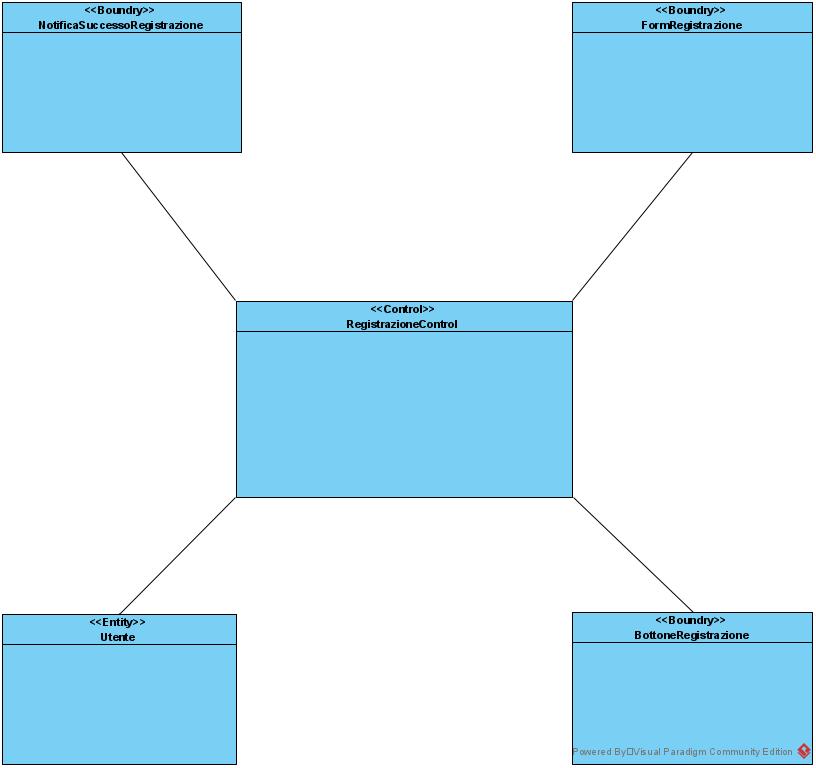 <<Boundry>>
NotificaSuccessoRegistrazione
<<Boundry>>
FormRegistrazione
<<Control>>
RegistrazioneControl
<<Entity>>
Utente
<<Boundry>>
BottoneRegistrazione
Powered By□Visual Paradigm Community Edition